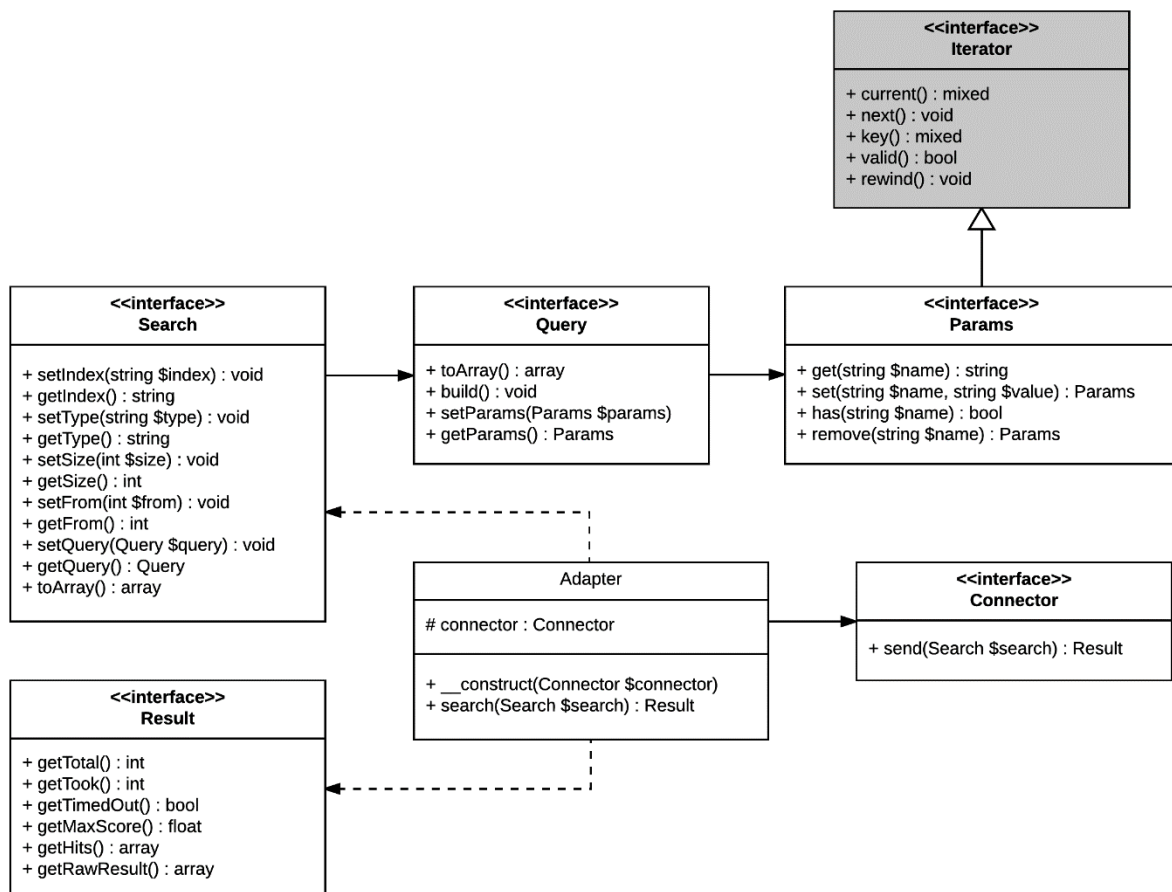 <<interface>>
Iterator
+ current() : mixed
+ next() : void
+ key() : mixed
+ valid() : bool
+ rewind() : void
<<interface>>
Search
+ setIndex(string $index) : void
+ getIndex() : string
+ setType(string $type) : void
+ getType() : string
+ setSize(int $size) : void
+ getSize() : int
+ setFrom(int $from) : void
+ getFrom() : int
+ setQuery(Query $query) : void
+ getQuery() : Query
+ toArray() : array
<<interface>>
Query
+ toArray() : array
+ build() : void
+ setParams(Params $params)
+ getParams() : Params
<<interface>>
Params
+ get(string $name) : string
+ set(string $name, string $value) : Params
+ has(string $name) : bool
+ remove(string $name) : Params
Adapter
# connector : Connector
+ __construct(Connector $connector)
+ search(Search $search) : Result
<<interface>>
Connector
+ send(Search $search) : Result
<<interface>>
Result
+ getTotal() : int
+ getTook() : int
+ getTimedOut() : bool
+ getMaxScore() : float
+ getHits() : array
+ getRawResult() : array